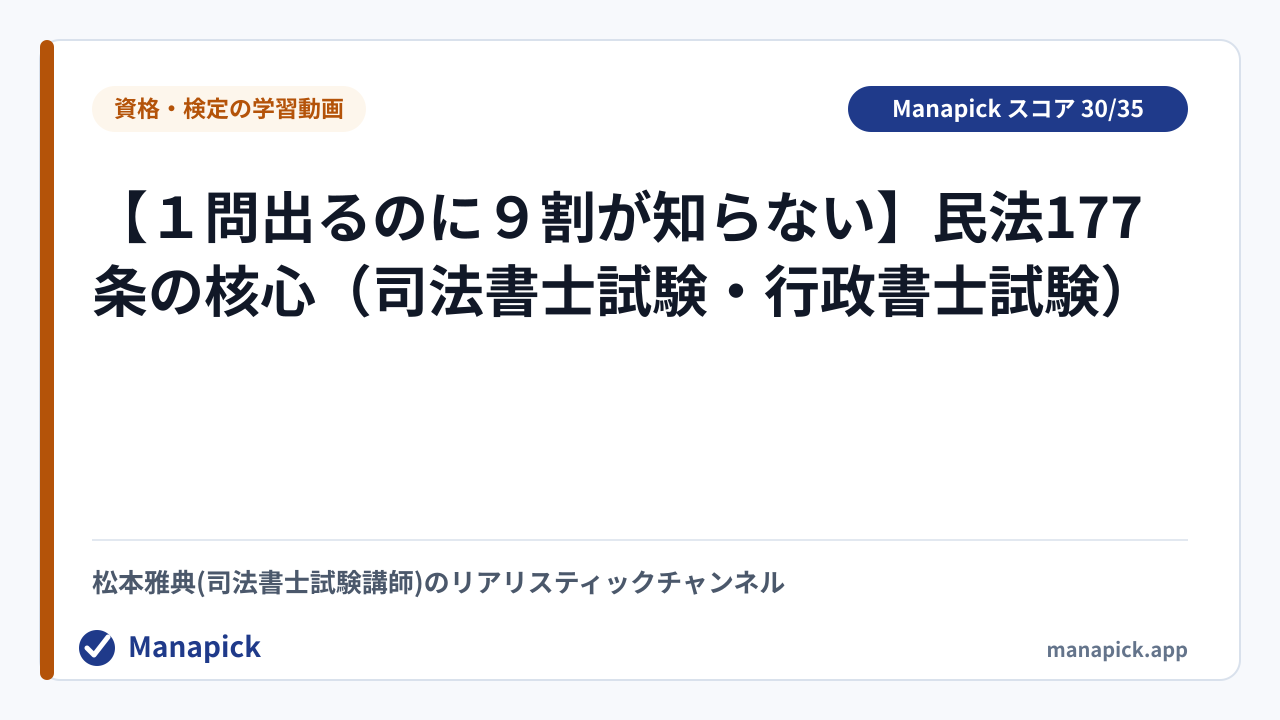 資格・検定の学習動画
Manapick スコア 30/35
【１問出るのに９割が知らない】民法177
条の核心（司法書士試験・行政書士試験）
松本雅典(司法書士試験講師)のリアリスティックチャンネル
Manapick
manapick.app